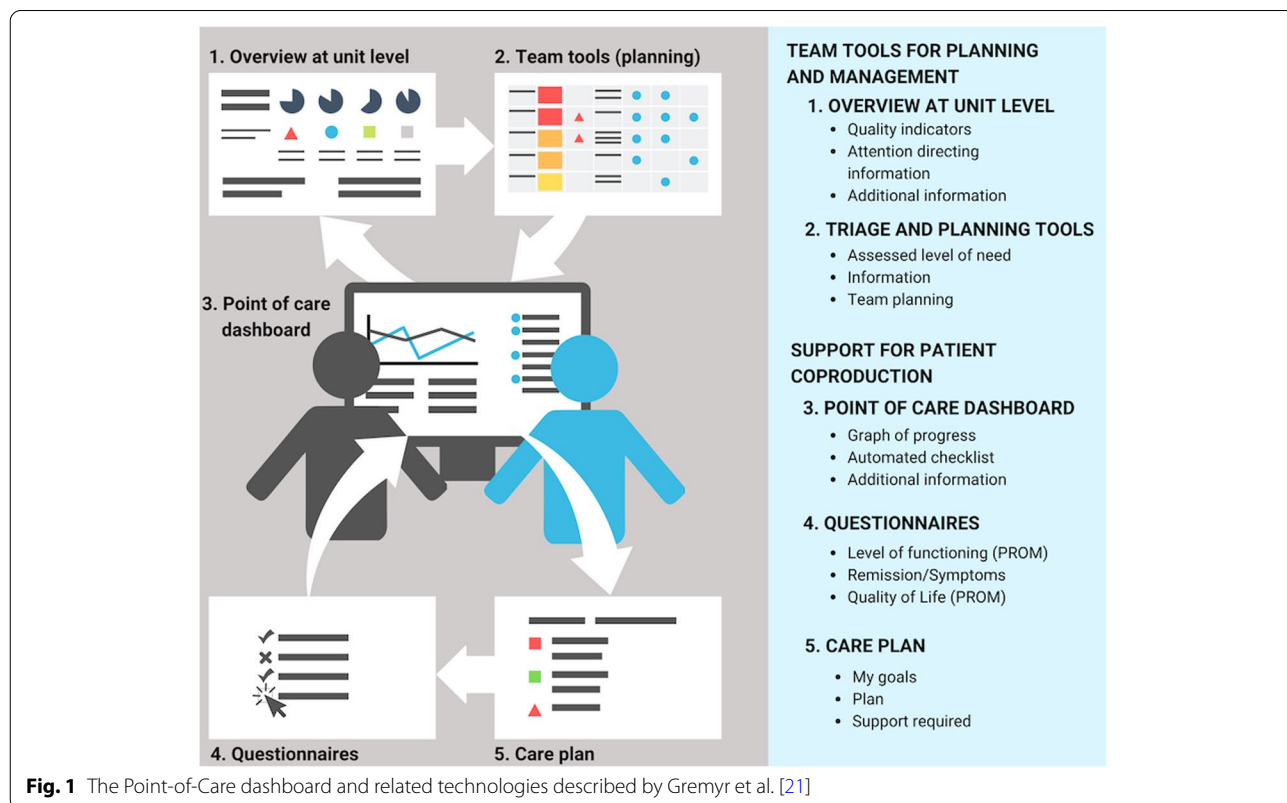 1. Overview at unit level
2. Team tools (planning)
3. Point of care
dashboard
4. Questionnaires
5. Care plan
TEAM TOOLS FOR PLANNING
AND MANAGEMENT
1. OVERVIEW AT UNIT LEVEL
• Quality indicators
• Attention directing
information
• Additional information
2. TRIAGE AND PLANNING TOOLS
• Assessed level of need
• Information
• Team planning
SUPPORT FOR PATIENT
COPRODUCTION
3. POINT OF CARE DASHBOARD
• Graph of progress
• Automated checklist
• Additional information
4. QUESTIONNAIRES
• Level of functioning (PROM)
• Remission/Symptoms
• Quality of Life (PROM)
5. CARE PLAN
• My goals
• Plan
• Support required
Fig. 1 The Point-of-Care dashboard and related technologies described by Gremyr et al. [21]